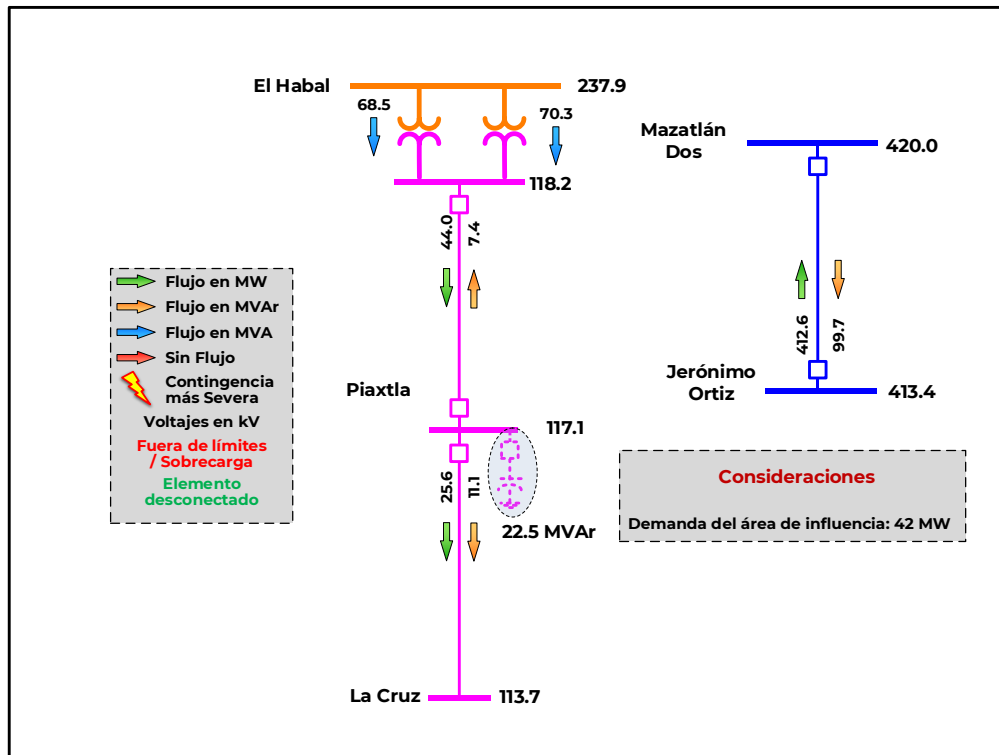 El Habal
237.9
68.5
70.3
118.2
44.0
7.4
Mazatlán
Dos
420.0
412.6
99.7
Jerónimo
Ortiz
413.4
Flujo en MW
Flujo en MVAr
Flujo en MVA
Sin Flujo
Contingencia
más Severa
Voltajes en kV
Fuera de límites
/ Sobrecarga
Elemento
desconectado
Piaxtla
117.1
25.6
11.1
22.5 MVAr
La Cruz
113.7
Consideraciones
Demanda del área de influencia: 42 MW